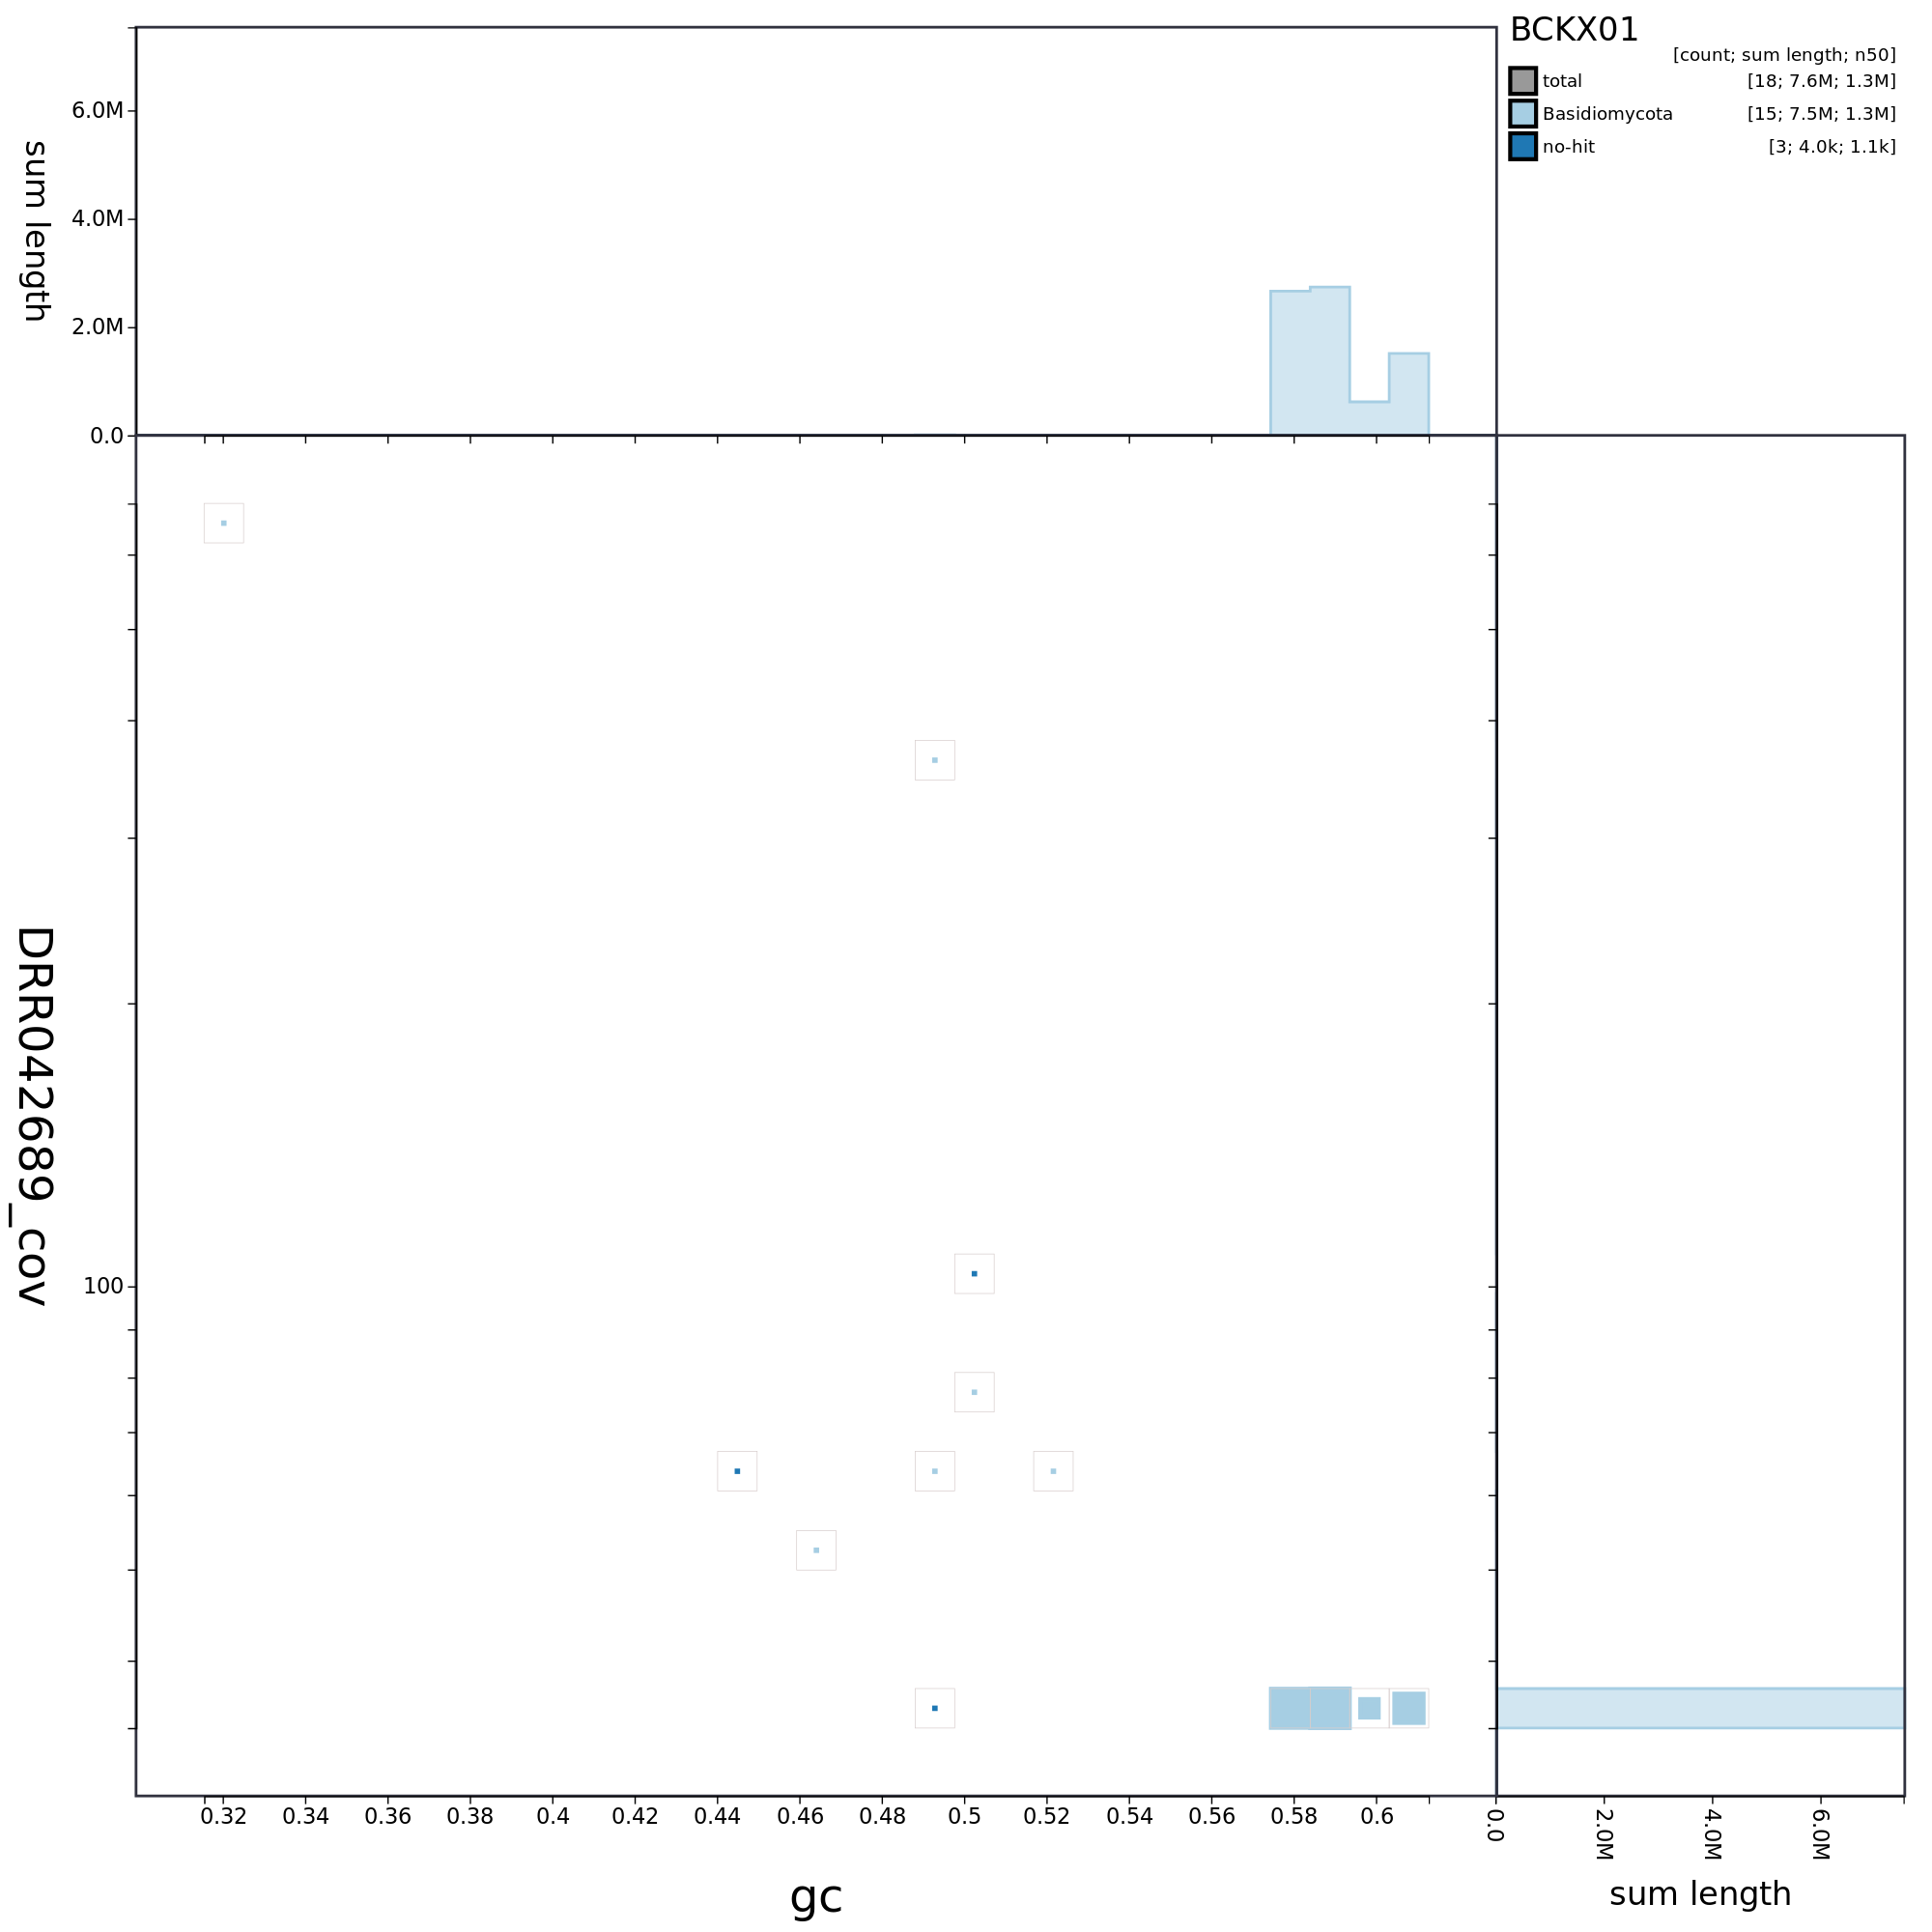 BCKX01
[count; sum length; n50]
total [18; 7.6M; 1.3M]
Basidiomycota [15; 7.5M; 1.3M]
no-hit [3; 4.0k; 1.1k]
sum length
6.0M
4.0M
2.0M
0.0
DRR042689_cov
100
0.32 0.34 0.36 0.38 0.4 0.42 0.44 0.46 0.48 0.5 0.52 0.54 0.56 0.58 0.6
gc
0.0 2.0M 4.0M 6.0M
sum length